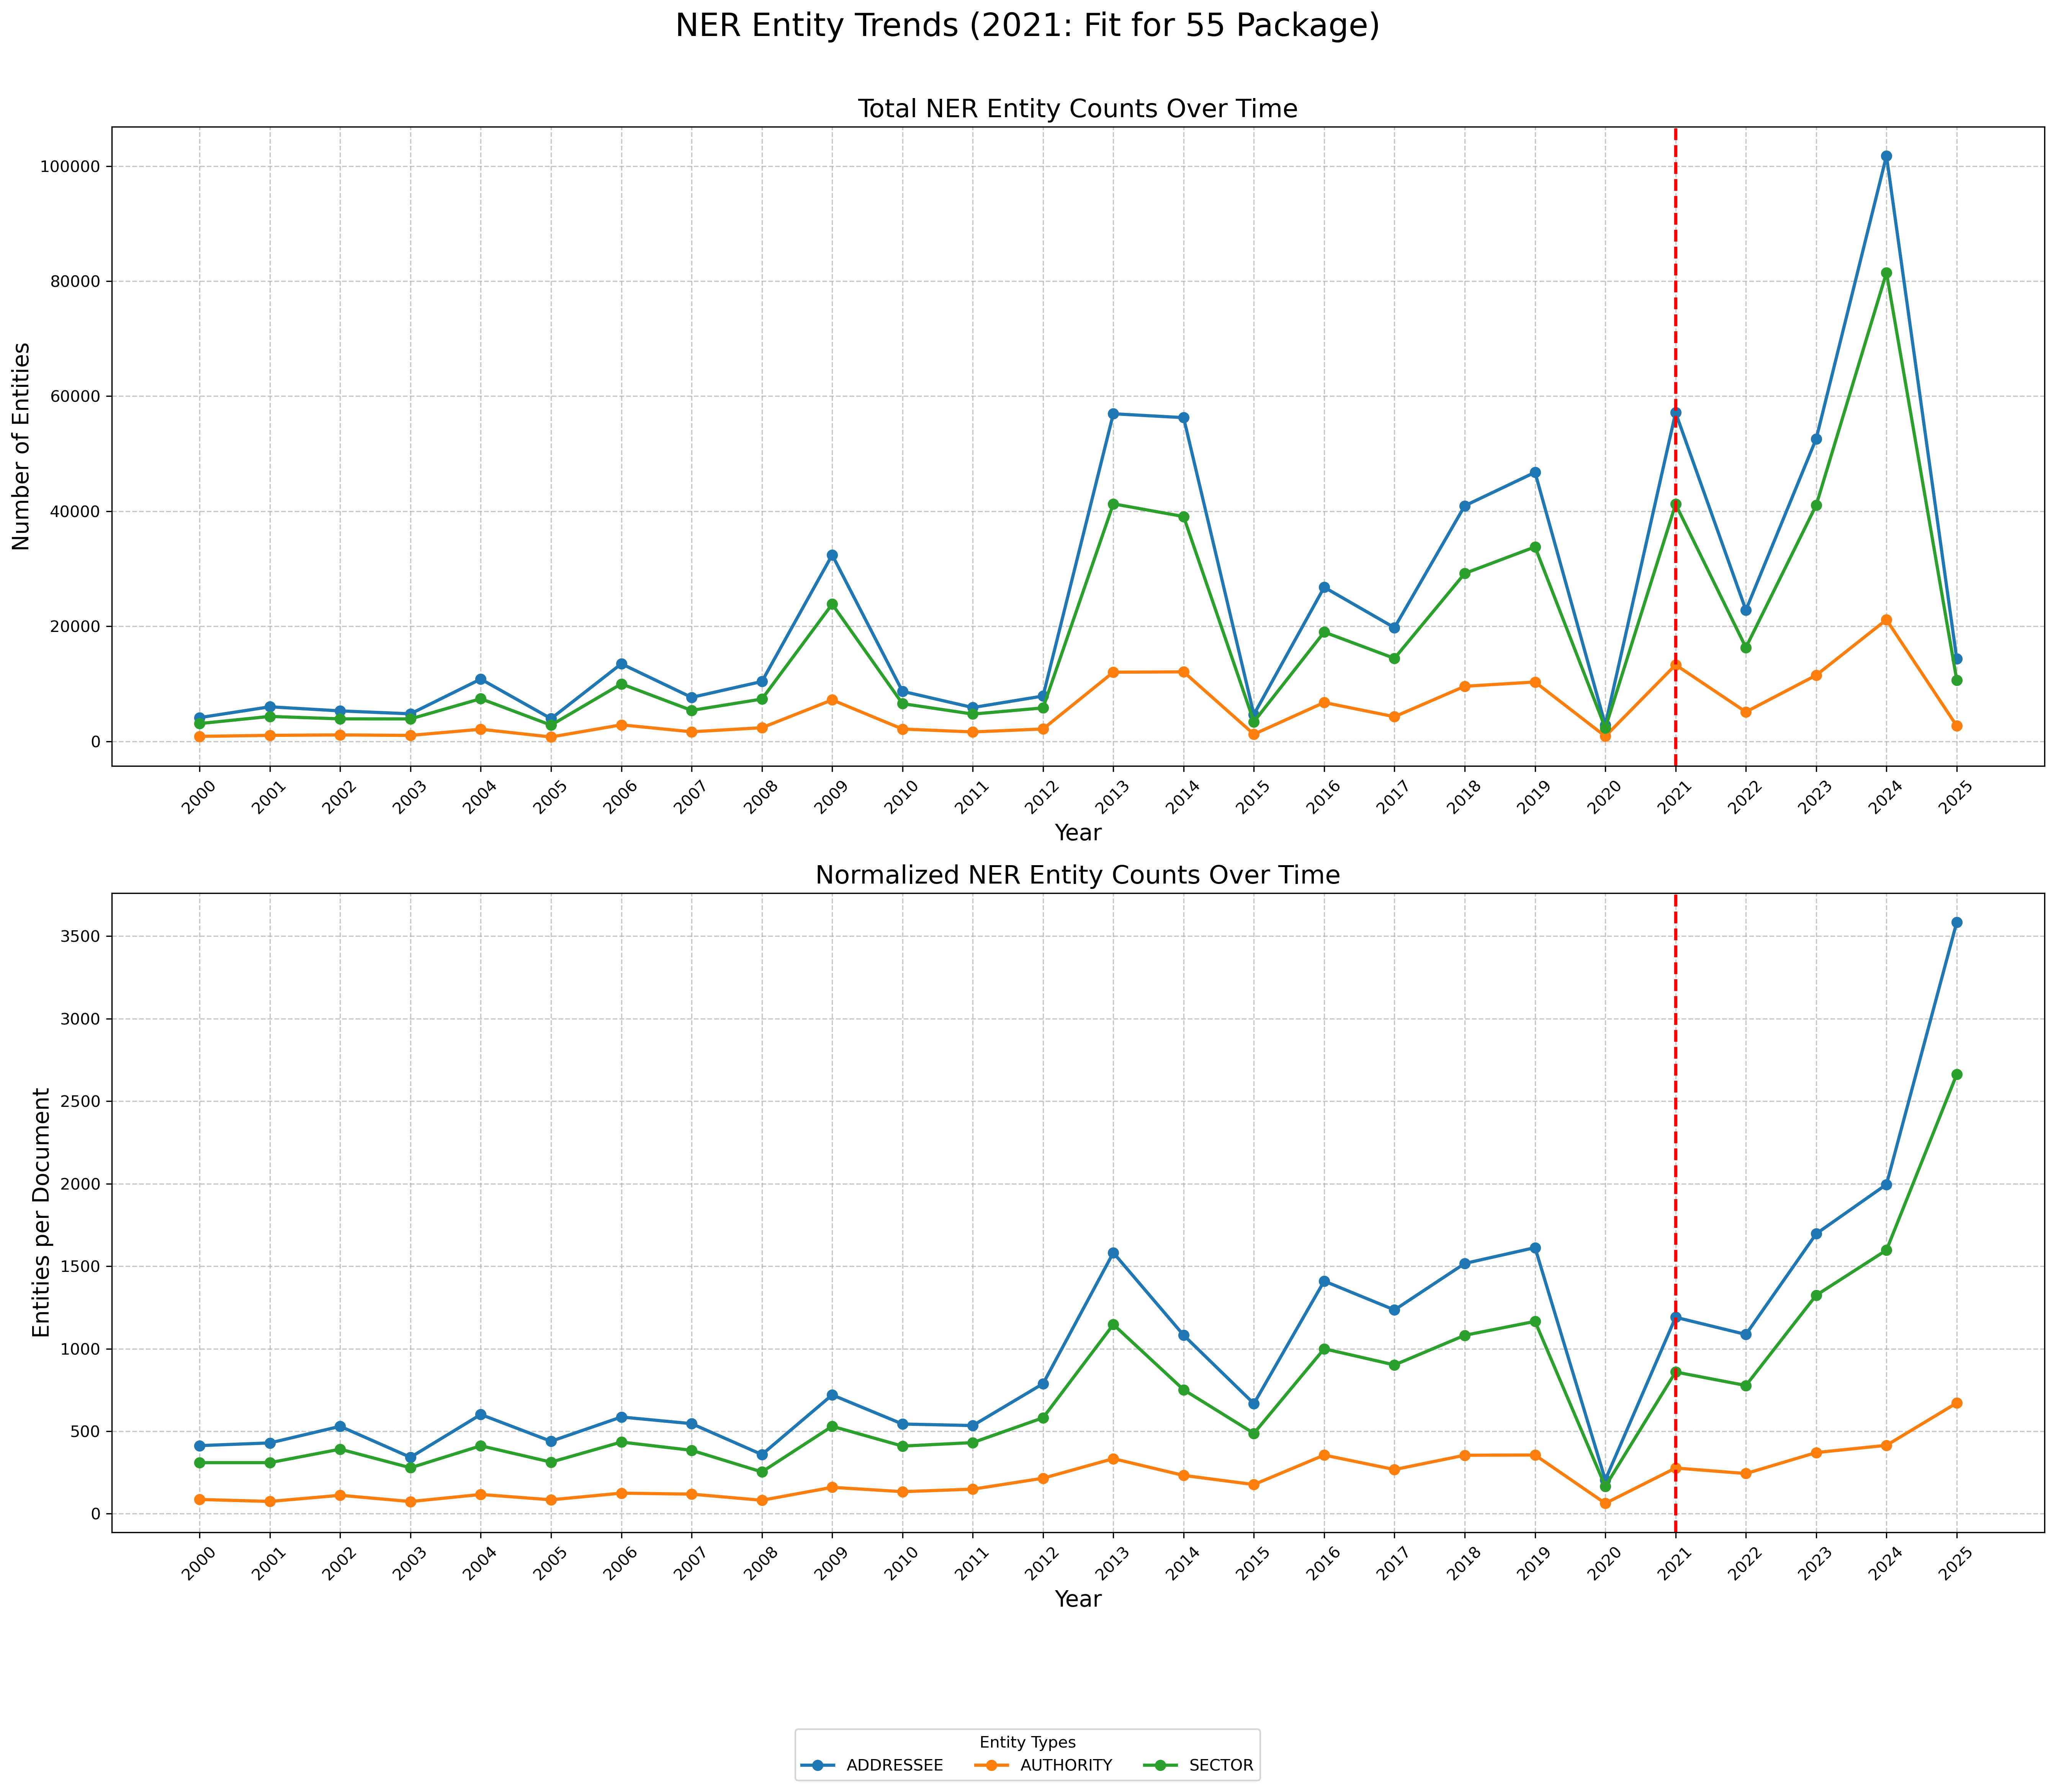 NER Entity Trends (2021: Fit for 55 Package)
Total NER Entity Counts Over Time
Number of Entities
100000
80000
60000
40000
20000
0
2000 2001 2002 2003 2004 2005 2006 2007 2008 2009 2010 2011 2012 2013 2014 2015 2016 2017 2018 2019 2020 2021 2022 2023 2024 2025
Year
Normalized NER Entity Counts Over Time
Entities per Document
3500
3000
2500
2000
1500
1000
500
0
2000 2001 2002 2003 2004 2005 2006 2007 2008 2009 2010 2011 2012 2013 2014 2015 2016 2017 2018 2019 2020 2021 2022 2023 2024 2025
Year
Entity Types
ADDRESSEE AUTHORITY SECTOR